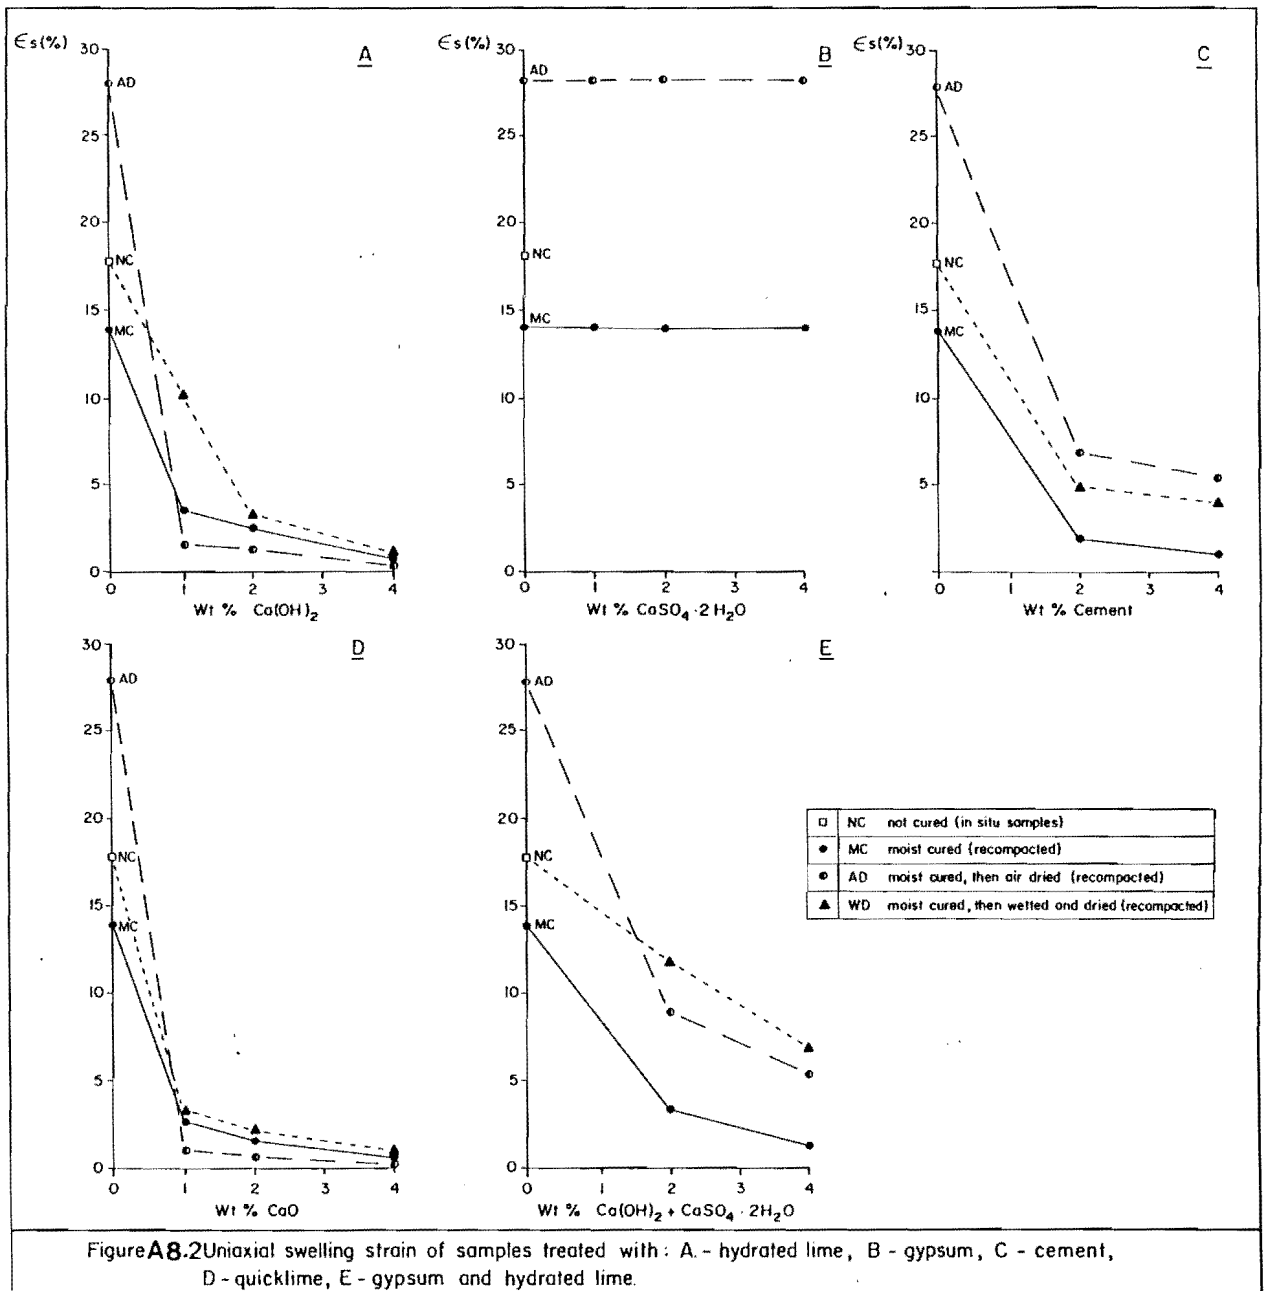 ϵs(%)
A
30
25
20
15
10
5
0
AD
NC
MC
0 1 2 3 4
Wt % Ca(OH)2
ϵs(%)
B
30
25
20
15
10
5
0
AD
NC
MC
0 1 2 3 4
Wt % CaSO4·2H2O
ϵs(%)
C
30
25
20
15
10
5
AD
NC
MC
0 1 2 3 4
Wt % Cement
D
30
25
20
15
10
5
0
AD
NC
MC
0 1 2 3 4
Wt % CaO
E
30
25
20
15
10
5
0
AD
NC
MC
0 1 2 3 4
Wt % Ca(OH)2 + CaSO4·2H2O
NC not cured (in situ samples)
MC moist cured (recompacted)
AD moist cured, then air dried (recompacted)
WD moist cured, then wetted and dried (recompacted)
Figure A8.2 Uniaxial swelling strain of samples treated with: A.- hydrated lime, B - gypsum, C - cement,
D - quicklime, E - gypsum and hydrated lime.